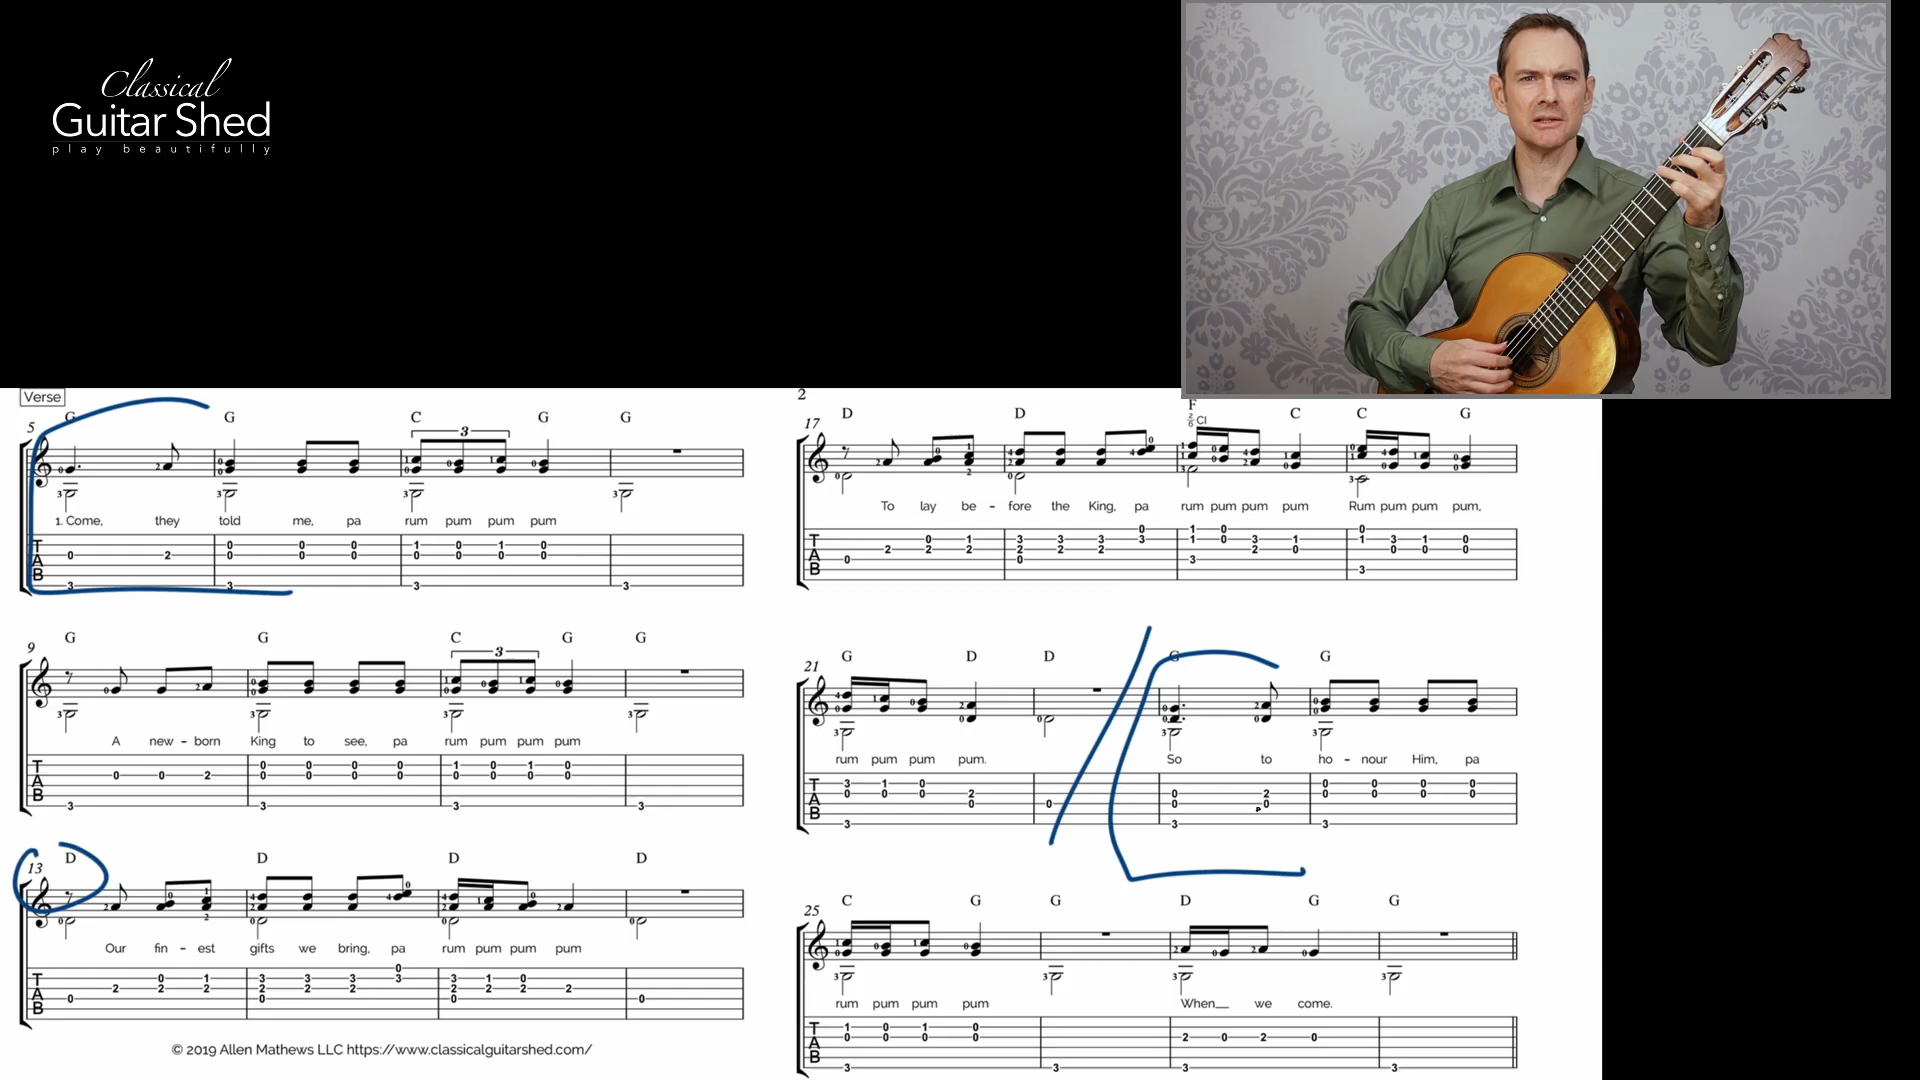 Classical
Guitar Shed
play beautifully
Verse
5
G G C G G
3
1. Come, they told me, pa rum pum pum pum
9
G G C G G
3
A new - born King to see, pa rum pum pum pum
13
D D D D
Our fin - est gifts we bring, pa rum pum pum pum
© 2019 Allen Mathews LLC https://www.classicalguitarshed.com/
2
17
D D F C C G
CI
To lay be - fore the King, pa rum pum pum pum Rum pum pum pum,
21
G D D G G
rum pum pum pum. So to ho - nour Him, pa
25
C G G D G G
rum pum pum pum When__ we come.